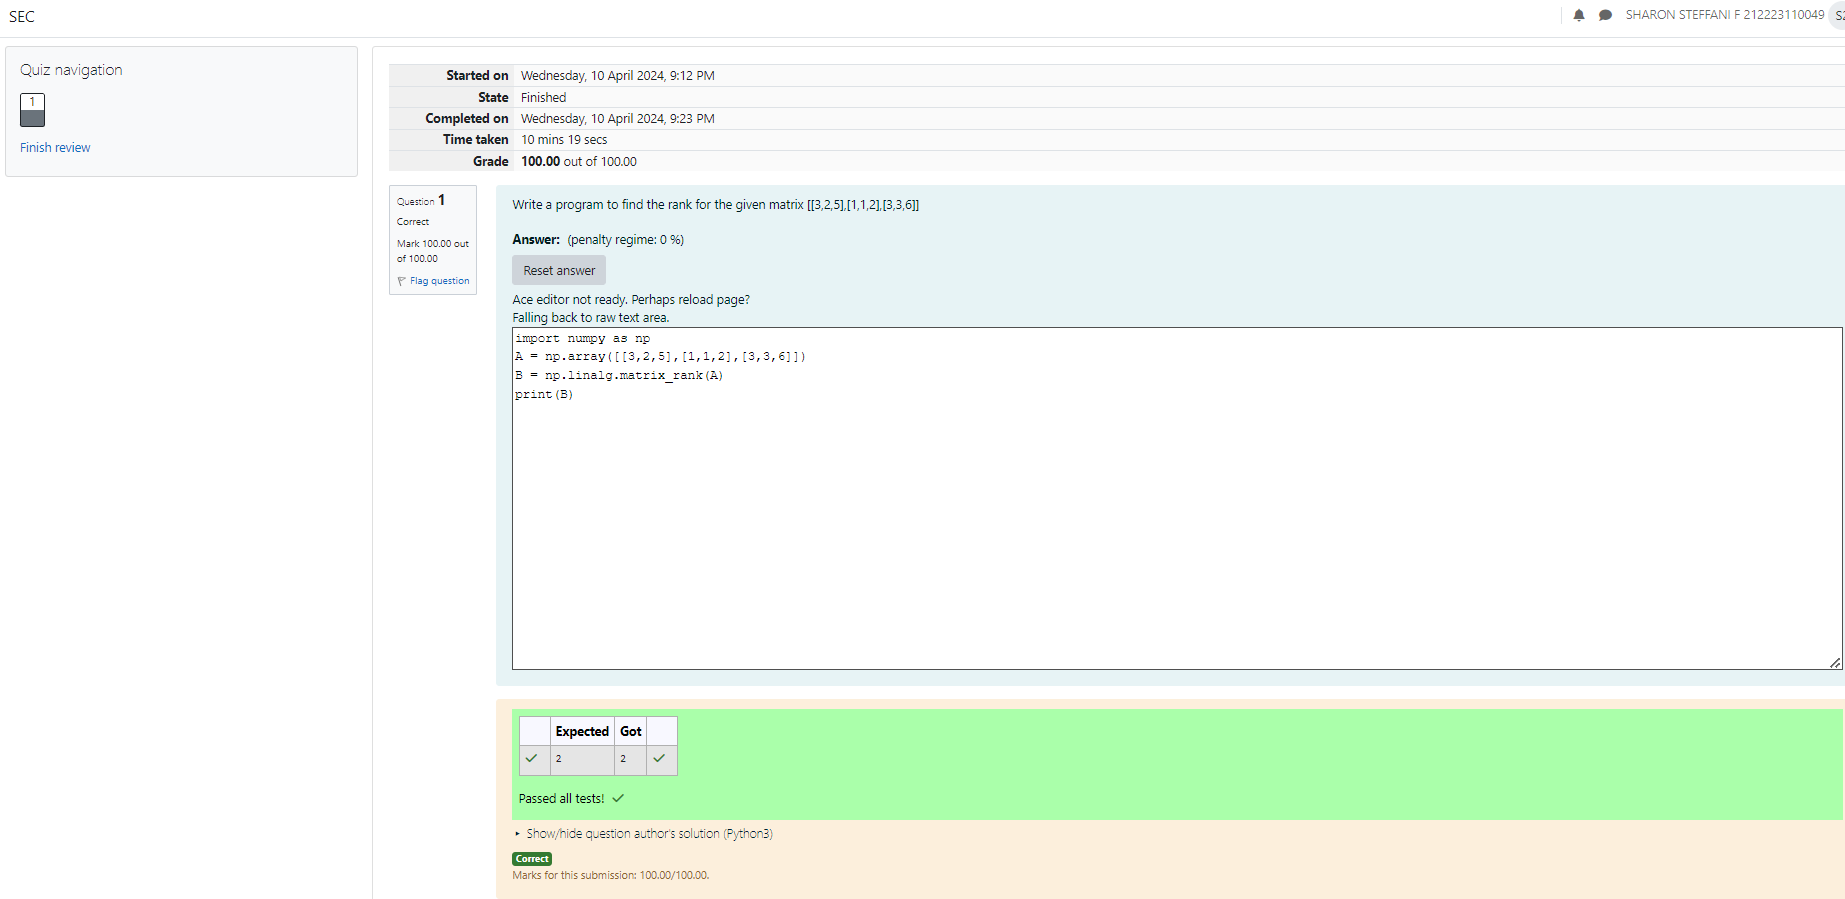 SEC
SHARON STEFFANI F 212223110049
Quiz navigation
1
Finish review
Started on Wednesday, 10 April 2024, 9:12 PM
State Finished
Completed on Wednesday, 10 April 2024, 9:23 PM
Time taken 10 mins 19 secs
Grade 100.00 out of 100.00
Question 1
Correct
Mark 100.00 out
of 100.00
Flag question
Write a program to find the rank for the given matrix [[3,2,5],[1,1,2],[3,3,6]]
Answer: (penalty regime: 0 %)
Reset answer
Ace editor not ready. Perhaps reload page?
Falling back to raw text area.
import numpy as np
A = np.array([[3,2,5],[1,1,2],[3,3,6]])
B = np.linalg.matrix_rank(A)
print(B)
Expected Got
2 2
Passed all tests!
Show/hide question author's solution (Python3)
Correct
Marks for this submission: 100.00/100.00.